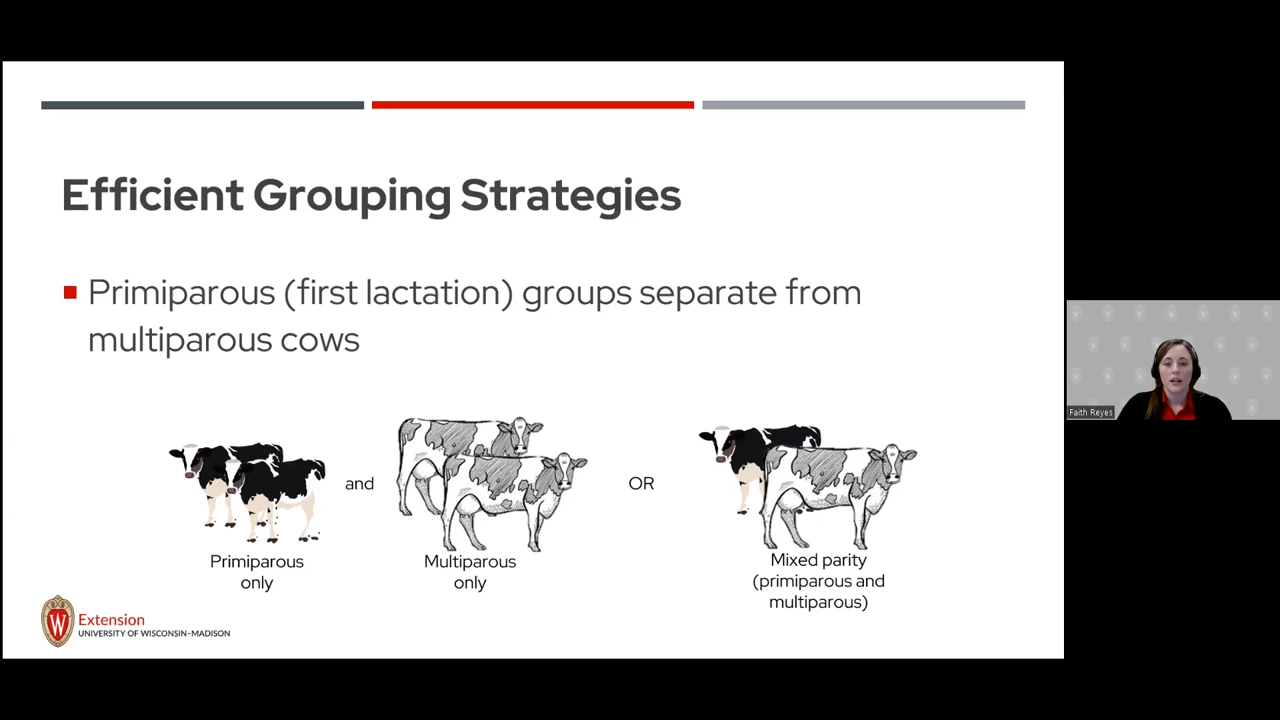 Efficient Grouping Strategies
Primiparous (first lactation) groups separate from
multiparous cows
and
OR
Primiparous
only
Multiparous
only
Mixed parity
(primiparous and
multiparous)
W
Extension
UNIVERSITY OF WISCONSIN–MADISON
Faith Reyes